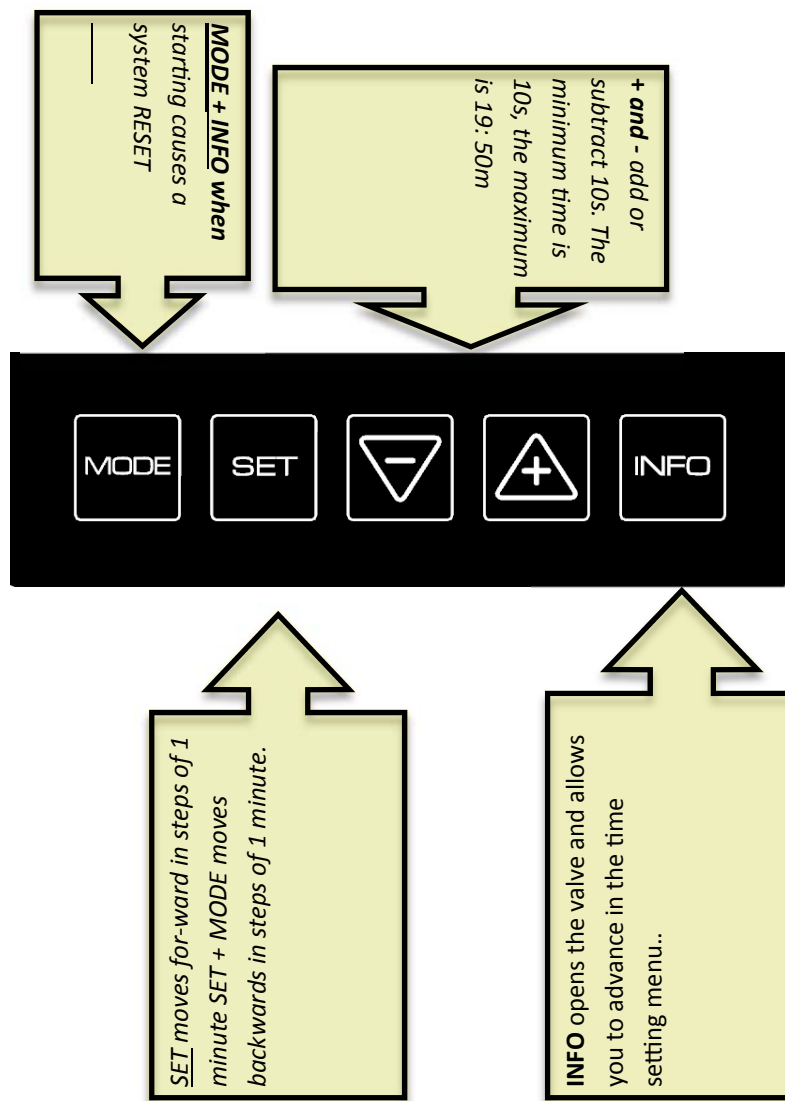 MODE + INFO when
starting causes a
system RESET
+ and - add or
subtract 10s. The
minimum time is
10s, the maximum
is 19: 50m
MODE
SET
-
+
INFO
SET moves for-ward in steps of 1
minute SET + MODE moves
backwards in steps of 1 minute.
INFO opens the valve and allows
you to advance in the time
setting menu..